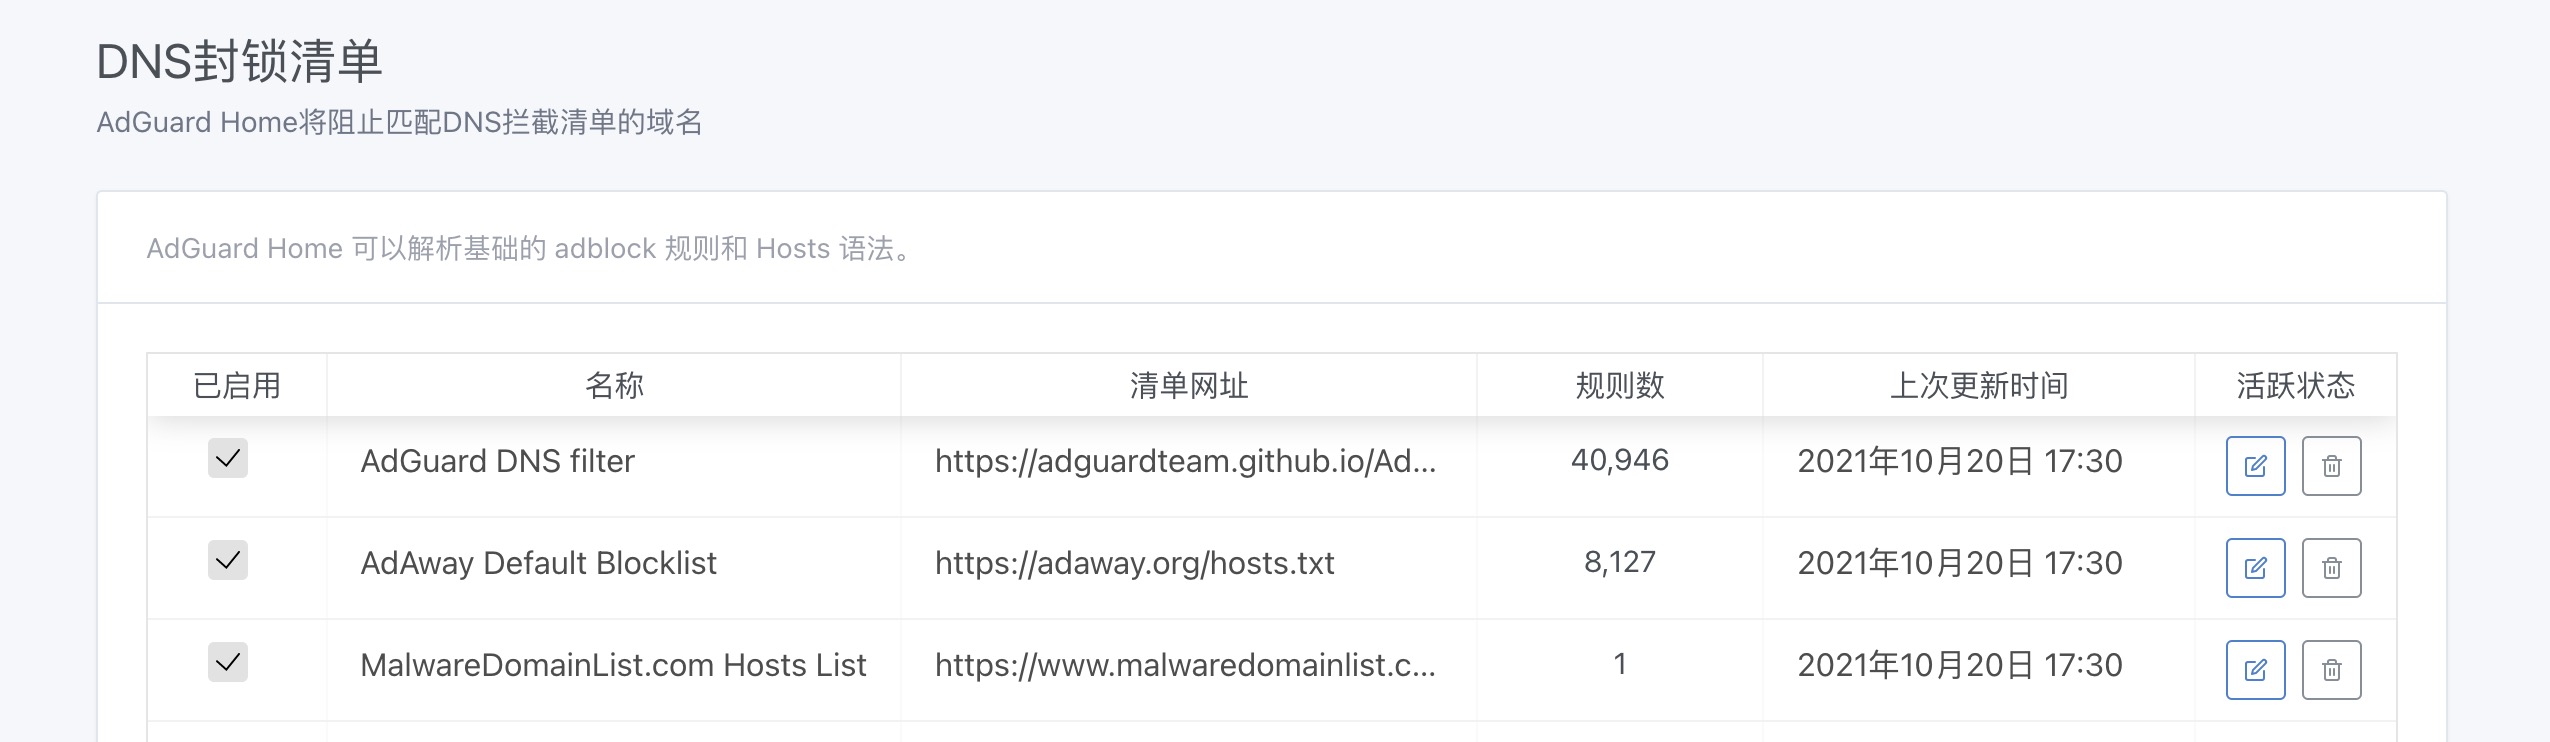 DNS封锁清单
AdGuard Home将阻止匹配DNS拦截清单的域名
AdGuard Home 可以解析基础的 adblock 规则和 Hosts 语法。
已启用 名称 清单网址 规则数 上次更新时间 活跃状态
AdGuard DNS filter https://adguardteam.github.io/Ad... 40,946 2021年10月20日 17:30
AdAway Default Blocklist https://adaway.org/hosts.txt 8,127 2021年10月20日 17:30
MalwareDomainList.com Hosts List https://www.malwaredomainlist.c... 1 2021年10月20日 17:30